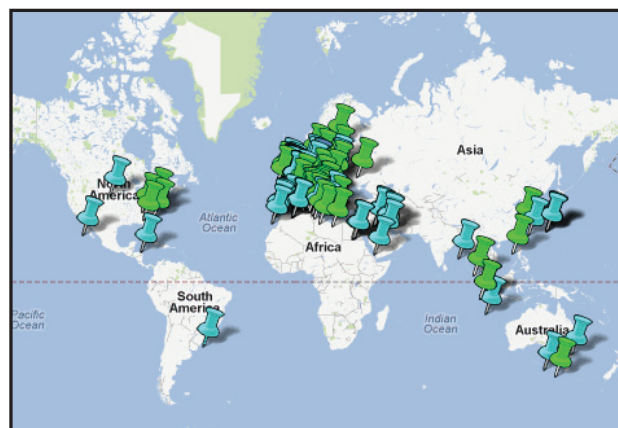 Asia
North
America
Atlantic
Ocean
Africa
South
America
Pacific
Ocean
Indian
Ocean
Australia